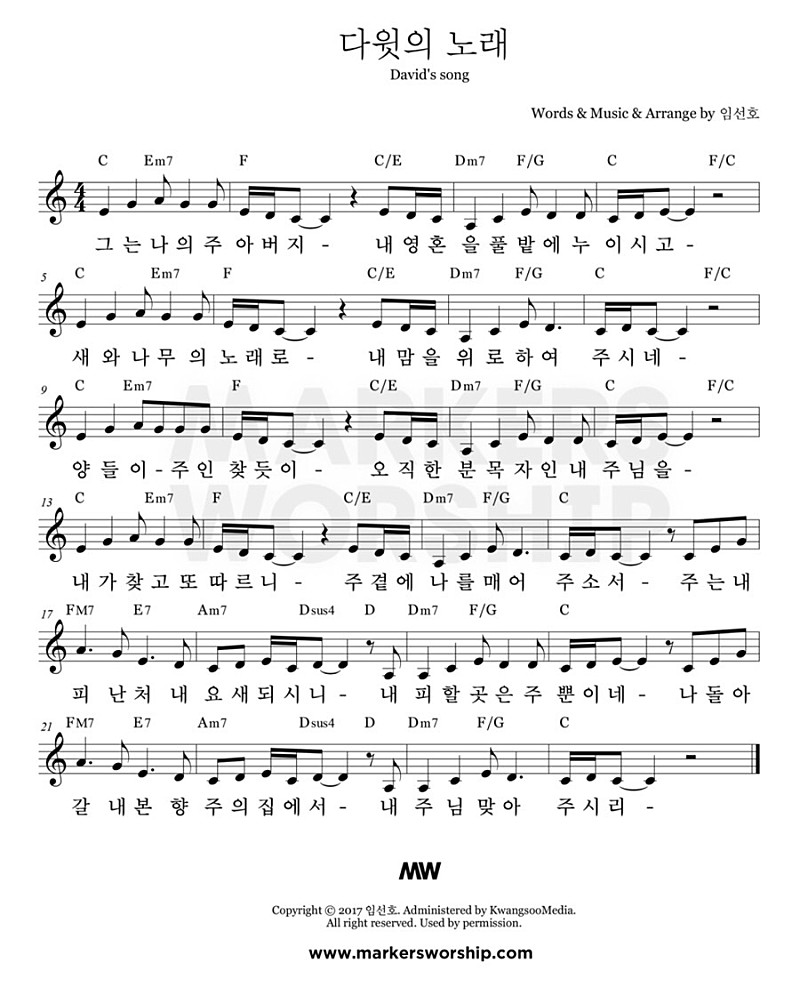 다윗의 노래
David's song
Words & Music & Arrange by 임선호
C Em7 F C/E Dm7 F/G C F/C
그 는 나 의 주 아 버 지 - 내 영 혼 을 풀 밭 에 누 이 시 고 -
5 C Em7 F C/E Dm7 F/G C F/C
새 와 나 무 의 노 래 로 - 내 맘 을 위 로 하 여 주 시 네 -
9 C Em7 F C/E Dm7 F/G C F/C
양 들 이 - 주 인 찾 듯 이 - 오 직 한 분 목 자 인 내 주 님 을 -
13 C Em7 F C/E Dm7 F/G C
내 가 찾 고 또 따 르 니 - 주 곁 에 나 를 매 어 주 소 서 - 주 는 내
17 FM7 E7 Am7 Dsus4 D Dm7 F/G C
피 난 처 내 요 새 되 시 니 - 내 피 할 곳 은 주 뿐 이 네 - 나 돌 아
21 FM7 E7 Am7 Dsus4 D Dm7 F/G C
갈 내 본 향 주 의 집 에 서 - 내 주 님 맞 아 주 시 리 -
MARKERS
WORSHIP
MW
Copyright © 2017 임선호. Administered by KwangsooMedia.
All right reserved. Used by permission.
www.markersworship.com